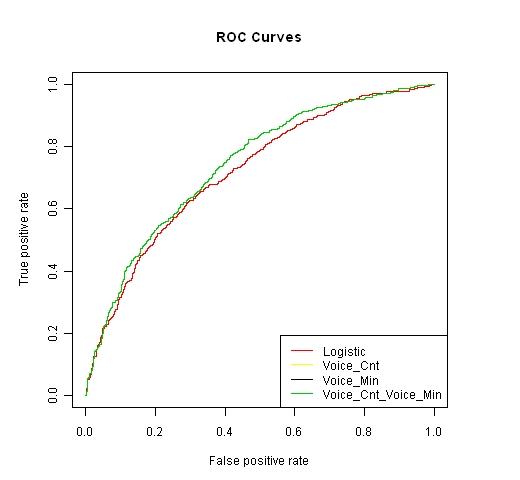 ROC Curves
True positive rate
0.0 0.2 0.4 0.6 0.8 1.0
Logistic
Voice_Cnt
Voice_Min
Voice_Cnt_Voice_Min
0.0 0.2 0.4 0.6 0.8 1.0
False positive rate